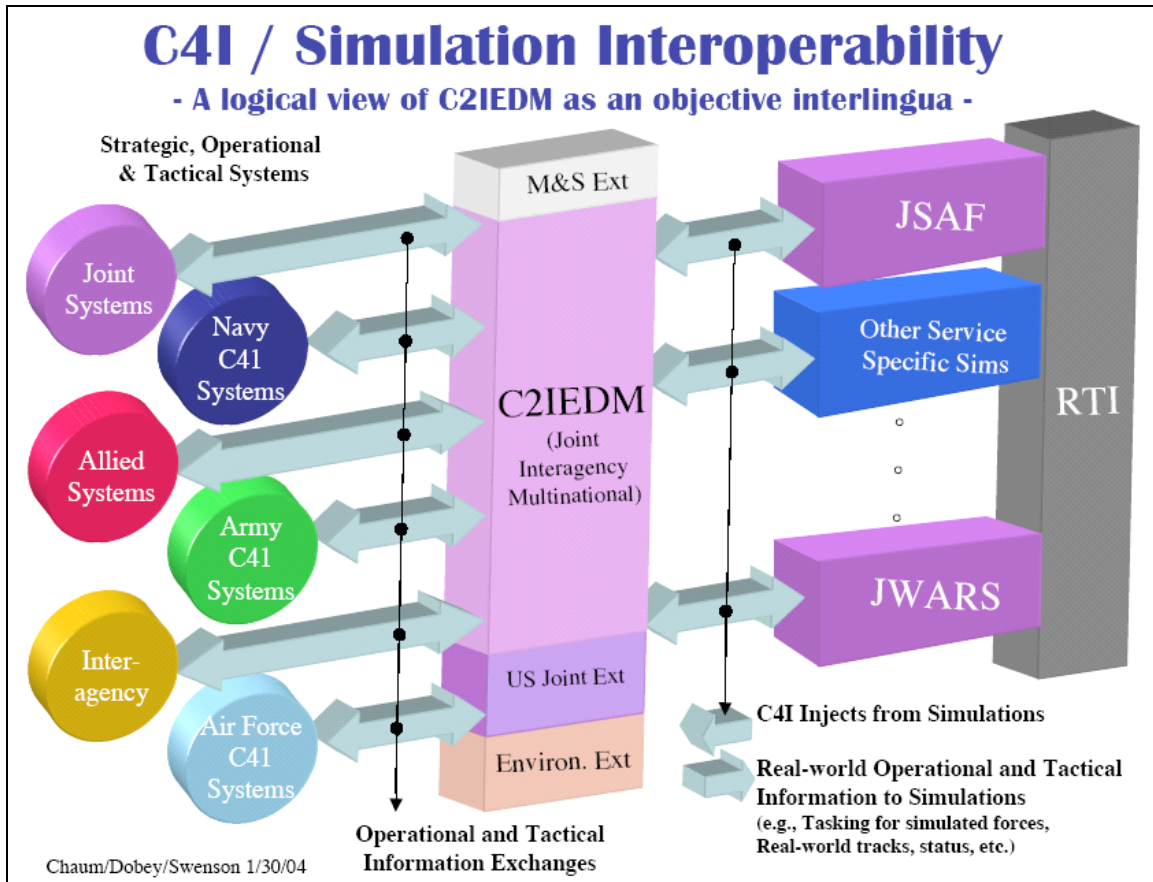 C4I / Simulation Interoperability
- A logical view of C2IEDM as an objective interlingua -
Strategic, Operational
& Tactical Systems
Joint
Systems
Navy
C41
Systems
Allied
Systems
Army
C41
Systems
Inter-
agency
Air Force
C41
Systems
M&S Ext
C2IEDM
(Joint
Interagency
Multinational)
US Joint Ext
Environ. Ext
JSAF
Other Service
Specific Sims
JWARS
RTI
Operational and Tactical
Information Exchanges
C4I Injects from Simulations
Real-world Operational and Tactical
Information to Simulations
(e.g., Tasking for simulated forces,
Real-world tracks, status, etc.)
Chaum/Dobey/Swenson 1/30/04